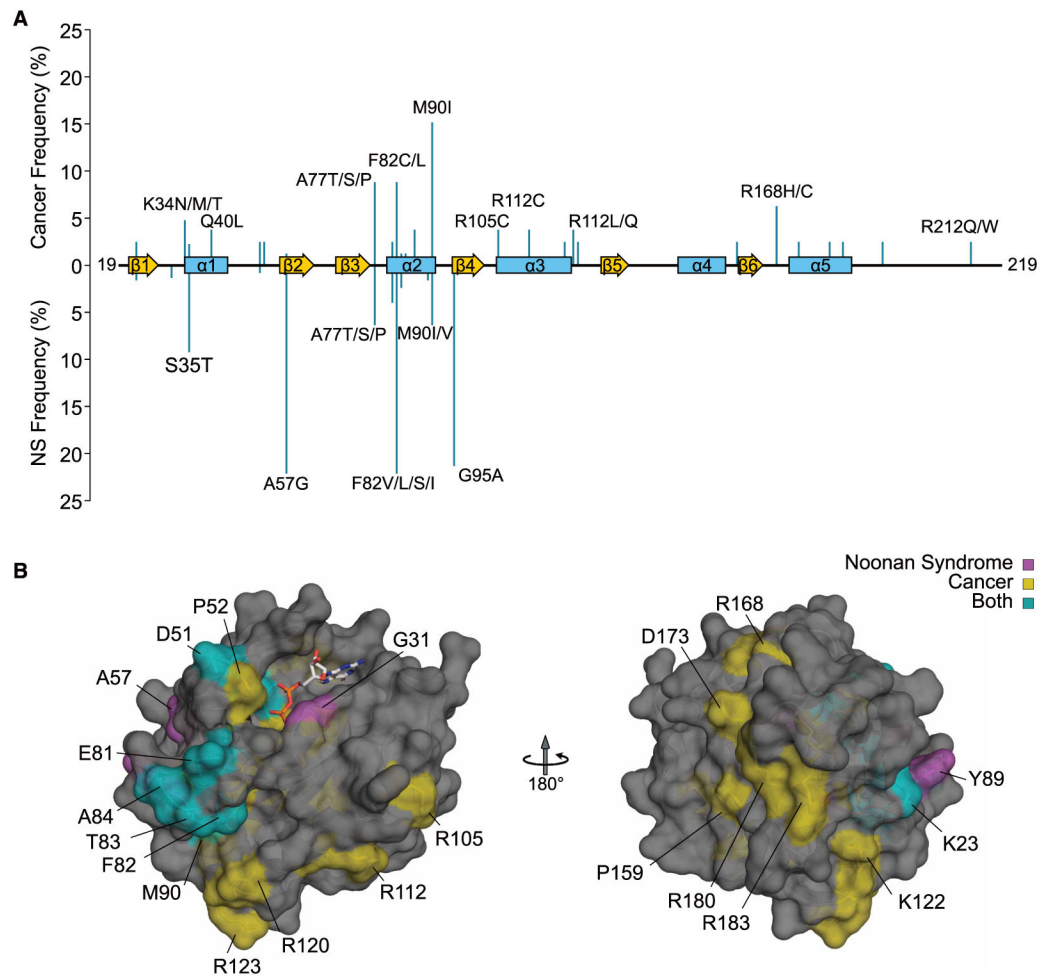 A
Cancer Frequency (%)
NS Frequency (%)
25
20
15
10
5
0
5
10
15
20
25
M90I
F82C/L
A77T/S/P
K34N/M/T
Q40L
R112C
R105C
R112L/Q
R168H/C
R212Q/W
19 β1 α1 β2 β3 α2 β4 α3 β5 α4 β6 α5 219
A77T/S/P
M90I/V
S35T
A57G
F82V/L/S/I
G95A
B
Noonan Syndrome
Cancer
Both
P52
D51
G31
A57
E81
A84
T83
F82
M90
R105
R112
R120
R123
180°
R168
D173
Y89
K23
P159
R180
R183
K122